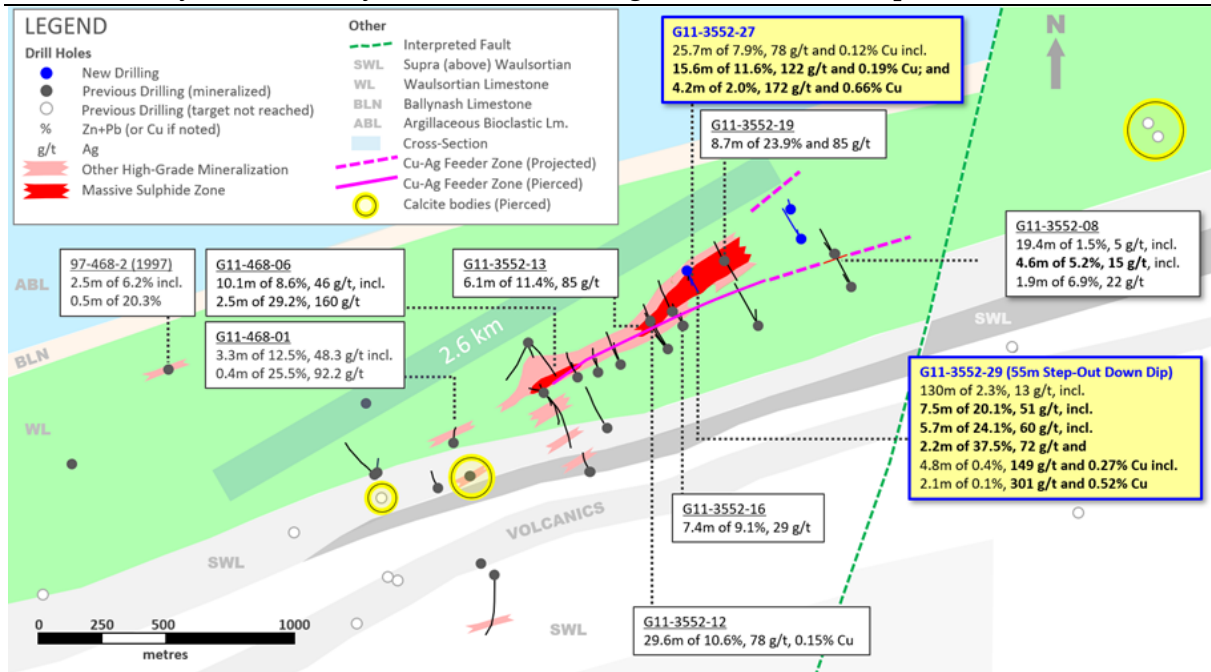 LEGEND
Drill Holes
New Drilling
Previous Drilling (mineralized)
Previous Drilling (target not reached)
% Zn+Pb (or Cu if noted)
g/t Ag
Other High-Grade Mineralization
Massive Sulphide Zone
Other
Interpreted Fault
SWL Supra (above) Waulsortian
WL Waulsortian Limestone
BLN Ballynash Limestone
ABL Argillaceous Bioclastic Lm.
Cross-Section
Cu-Ag Feeder Zone (Projected)
Cu-Ag Feeder Zone (Pierced)
Calcite bodies (Pierced)
G11-3552-27
25.7m of 7.9%, 78 g/t and 0.12% Cu incl.
15.6m of 11.6%, 122 g/t and 0.19% Cu; and
4.2m of 2.0%, 172 g/t and 0.66% Cu
N
G11-3552-19
8.7m of 23.9% and 85 g/t
G11-3552-08
19.4m of 1.5%, 5 g/t, incl.
4.6m of 5.2%, 15 g/t, incl.
1.9m of 6.9%, 22 g/t
97-468-2 (1997)
2.5m of 6.2% incl.
0.5m of 20.3%
G11-468-06
10.1m of 8.6%, 46 g/t, incl.
2.5m of 29.2%, 160 g/t
G11-3552-13
6.1m of 11.4%, 85 g/t
ABL
G11-468-01
3.3m of 12.5%, 48.3 g/t incl.
0.4m of 25.5%, 92.2 g/t
BLN
2.6 km
SWL
WL
G11-3552-29 (55m Step-Out Down Dip)
130m of 2.3%, 13 g/t, incl.
7.5m of 20.1%, 51 g/t, incl.
5.7m of 24.1%, 60 g/t, incl.
2.2m of 37.5%, 72 g/t and
4.8m of 0.4%, 149 g/t and 0.27% Cu incl.
2.1m of 0.1%, 301 g/t and 0.52% Cu
G11-3552-16
7.4m of 9.1%, 29 g/t
VOLCANICS
SWL
SWL
G11-3552-12
29.6m of 10.6%, 78 g/t, 0.15% Cu
0 250 500 1000
metres